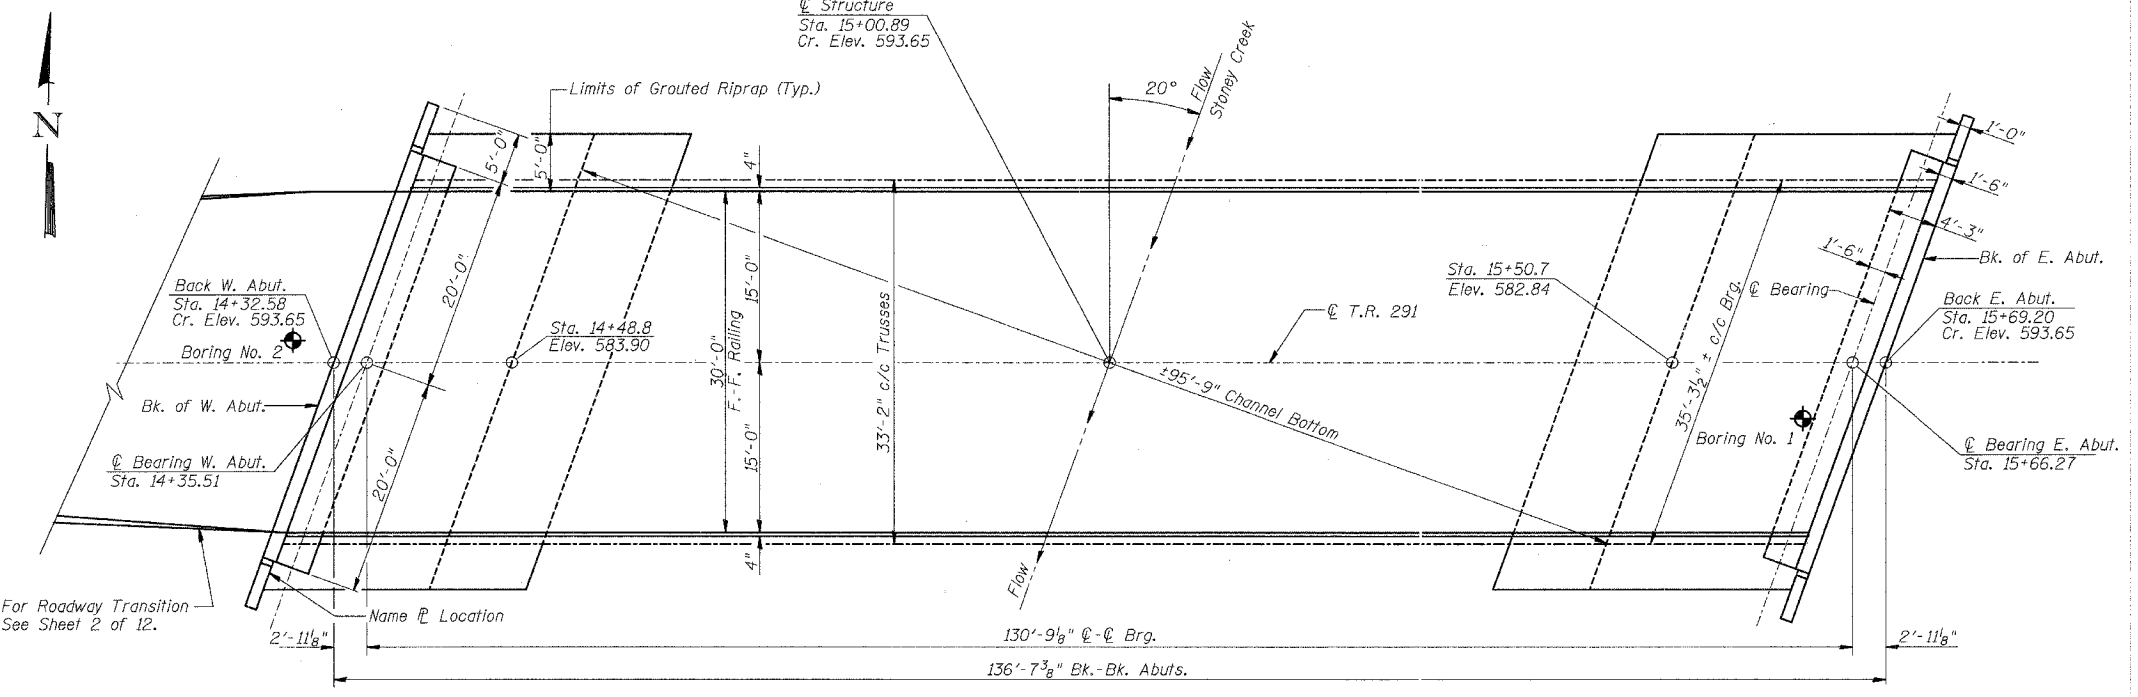 ℄ Structure
Sta. 15+00.89
Cr. Elev. 593.65
N
Limits of Grouted Riprap (Typ.)
20°
Flow
Stoney Creek
5'-0"
5'-0"
4"
1'-0"
1'-6"
4'-3"
1'-6"
Bk. of E. Abut.
Back W. Abut.
Sta. 14+32.58
Cr. Elev. 593.65
Boring No. 2
20'-0"
Sta. 14+48.8
Elev. 583.90
30'-0"
F.-F. Railing
15'-0"
33'-2" c/c Trusses
℄ T.R. 291
Sta. 15+50.7
Elev. 582.84
35'-3½" ± c/c Brg.
℄ Bearing
Back E. Abut.
Sta. 15+69.20
Cr. Elev. 593.65
Bk. of W. Abut.
±95'-9" Channel Bottom
Boring No. 1
℄ Bearing W. Abut.
Sta. 14+35.51
20'-0"
15'-0"
℄ Bearing E. Abut.
Sta. 15+66.27
4"
Flow
For Roadway Transition
See Sheet 2 of 12.
Name ℙ Location
2'-11⅛"
130'-9⅛" ℄-℄ Brg.
2'-11⅛"
136'-7⅜" Bk.-Bk. Abuts.